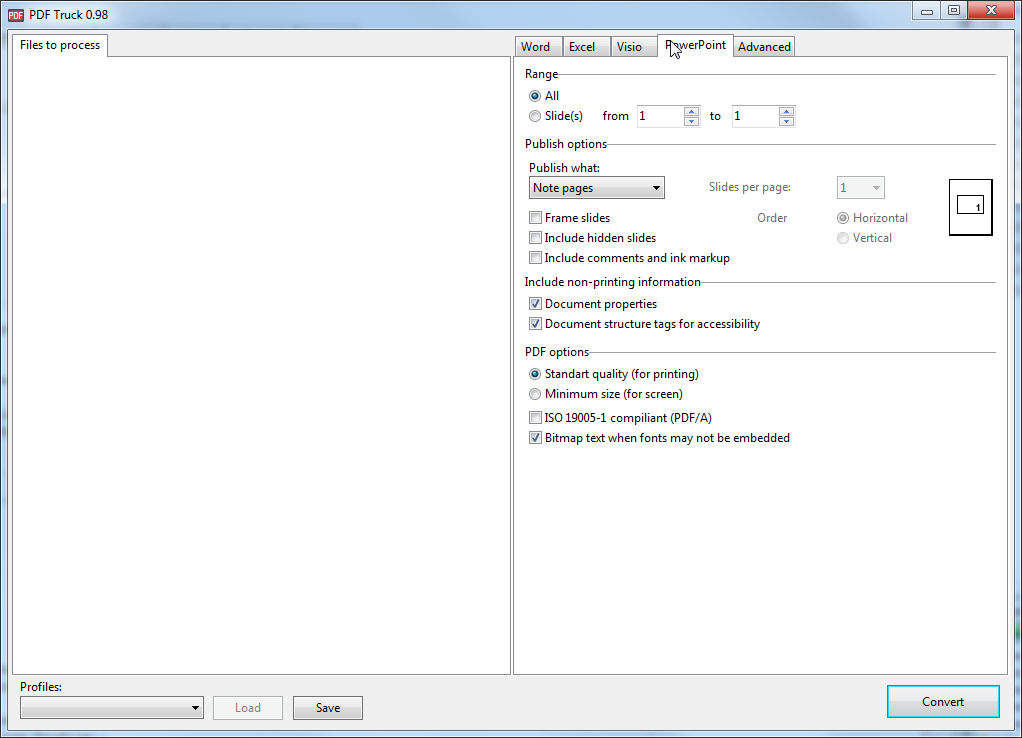 PDF PDF Truck 0.98
Files to process
Word Excel Visio PowerPoint Advanced
Range
All
Slide(s) from 1 to 1
Publish options
Publish what:
Note pages Slides per page: 1
1
Frame slides Order Horizontal
Include hidden slides Vertical
Include comments and ink markup
Include non-printing information
Document properties
Document structure tags for accessibility
PDF options
Standart quality (for printing)
Minimum size (for screen)
ISO 19005-1 compiliant (PDF/A)
Bitmap text when fonts may not be embedded
Profiles:
Load Save Convert